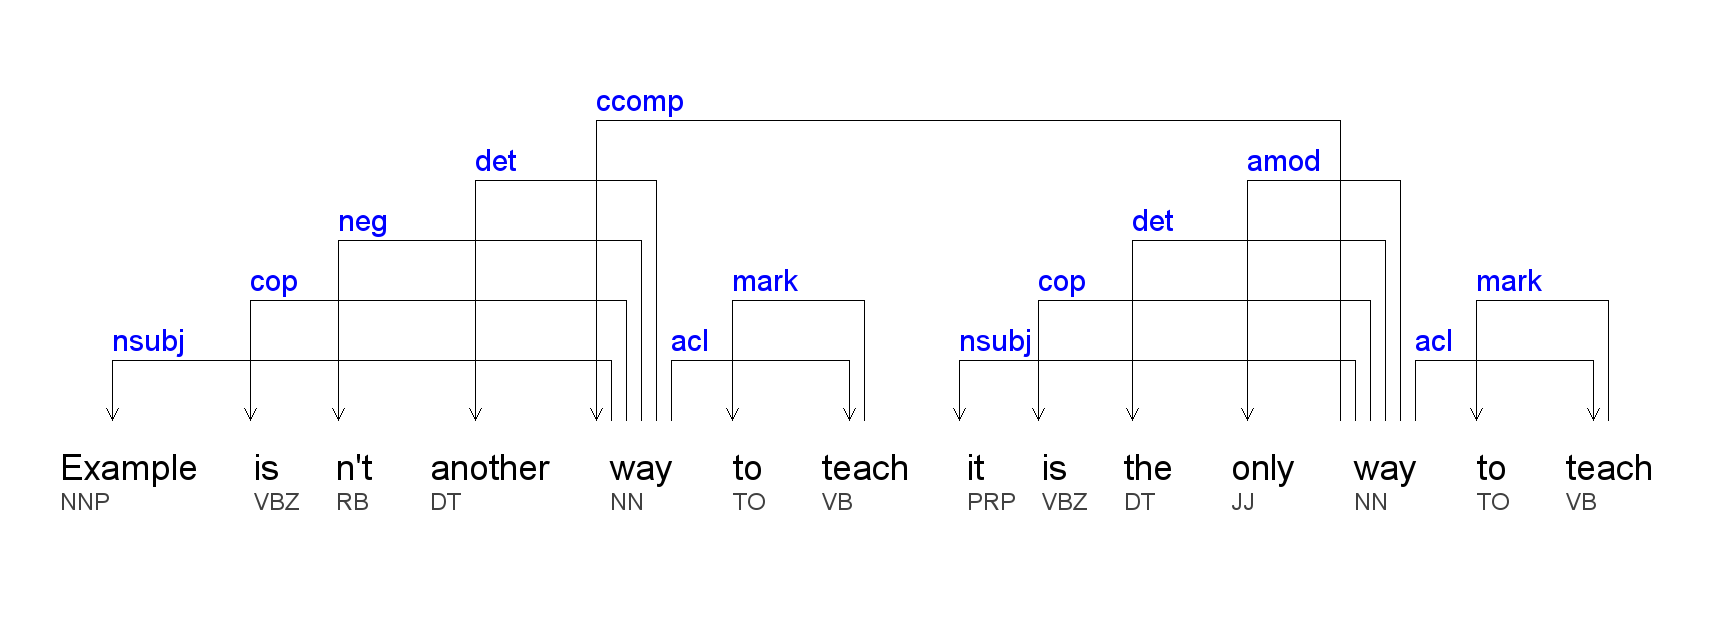 ccomp
det amod
neg det
cop mark cop mark
nsubj acl nsubj acl
Example is n't another way to teach it is the only way to teach
NNP VBZ RB DT NN TO VB PRP VBZ DT JJ NN TO VB